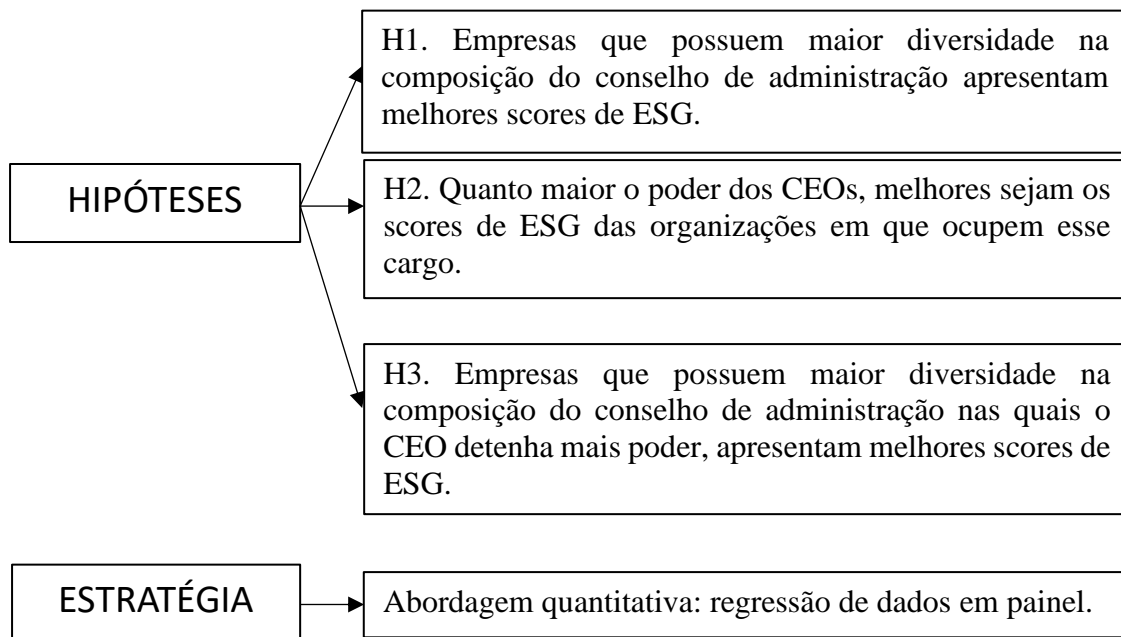 H1. Empresas que possuem maior diversidade na
composição do conselho de administração apresentam
melhores scores de ESG.
HIPÓTESES
H2. Quanto maior o poder dos CEOs, melhores sejam os
scores de ESG das organizações em que ocupem esse
cargo.
H3. Empresas que possuem maior diversidade na
composição do conselho de administração nas quais o
CEO detenha mais poder, apresentam melhores scores de
ESG.
ESTRATÉGIA
Abordagem quantitativa: regressão de dados em painel.